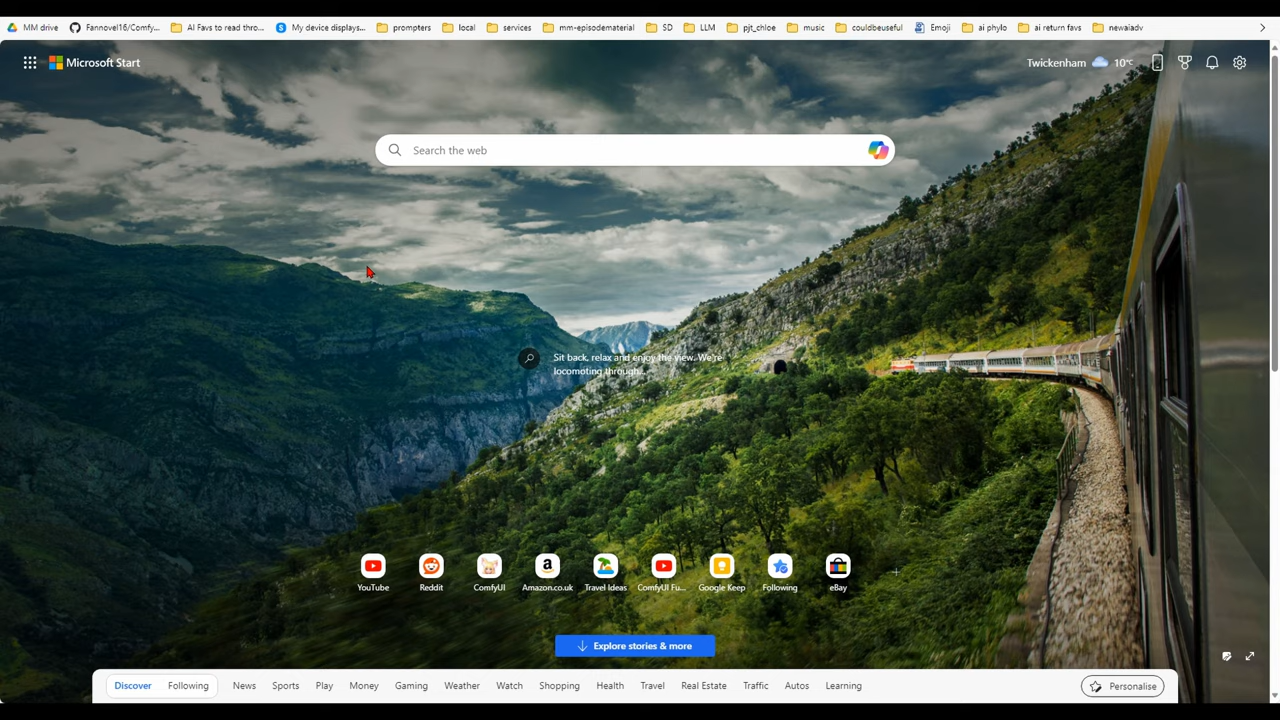 MM drive Fannovel16/Comfy... AI Favs to read thro... My device displays... prompters local services mm-episodematerial SD LLM pjt_chloe music couldbeuseful Emoji ai phylo ai return favs newaiadv
Microsoft Start
Twickenham 10°C
Search the web
Sit back, relax and enjoy the view. We're
locomoting through...
YouTube Reddit ComfyUI Amazon.co.uk Travel Ideas ComfyUI Fu... Google Keep Following eBay
Explore stories & more
Discover Following News Sports Play Money Gaming Weather Watch Shopping Health Travel Real Estate Traffic Autos Learning Personalise